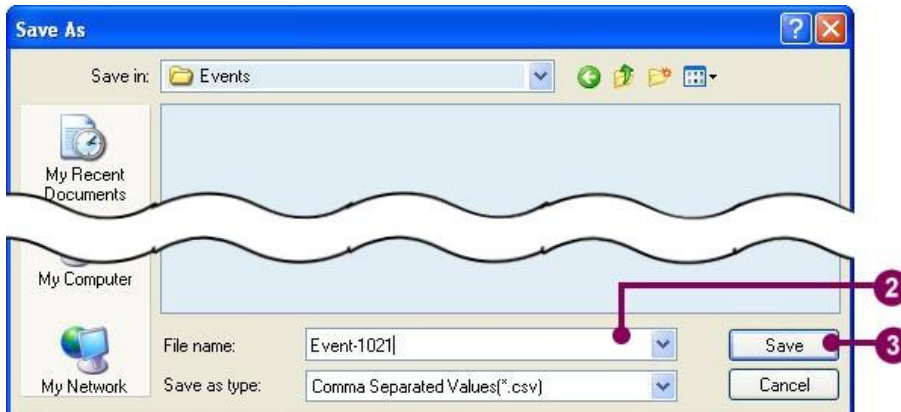 Save As
Save in: Events
My Recent
Documents
My Computer
2
File name: Event-1021 Save
3
My Network Save as type: Comma Separated Values(*.csv) Cancel